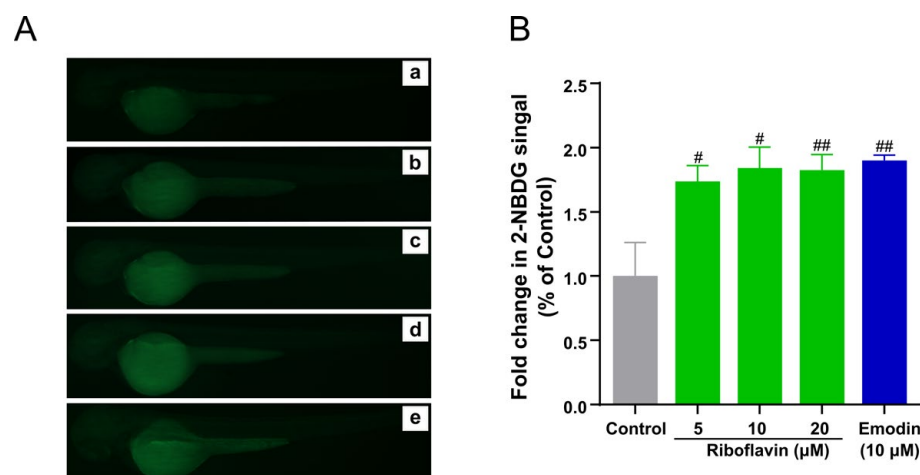 A
a
b
c
d
e
B
Fold change in 2-NBDG singal
(% of Control)
2.5
2.0
1.5
1.0
0.5
0.0
#
#
##
##
Control
5
10
20
Emodin
Riboflavin (µM)
(10 µM)